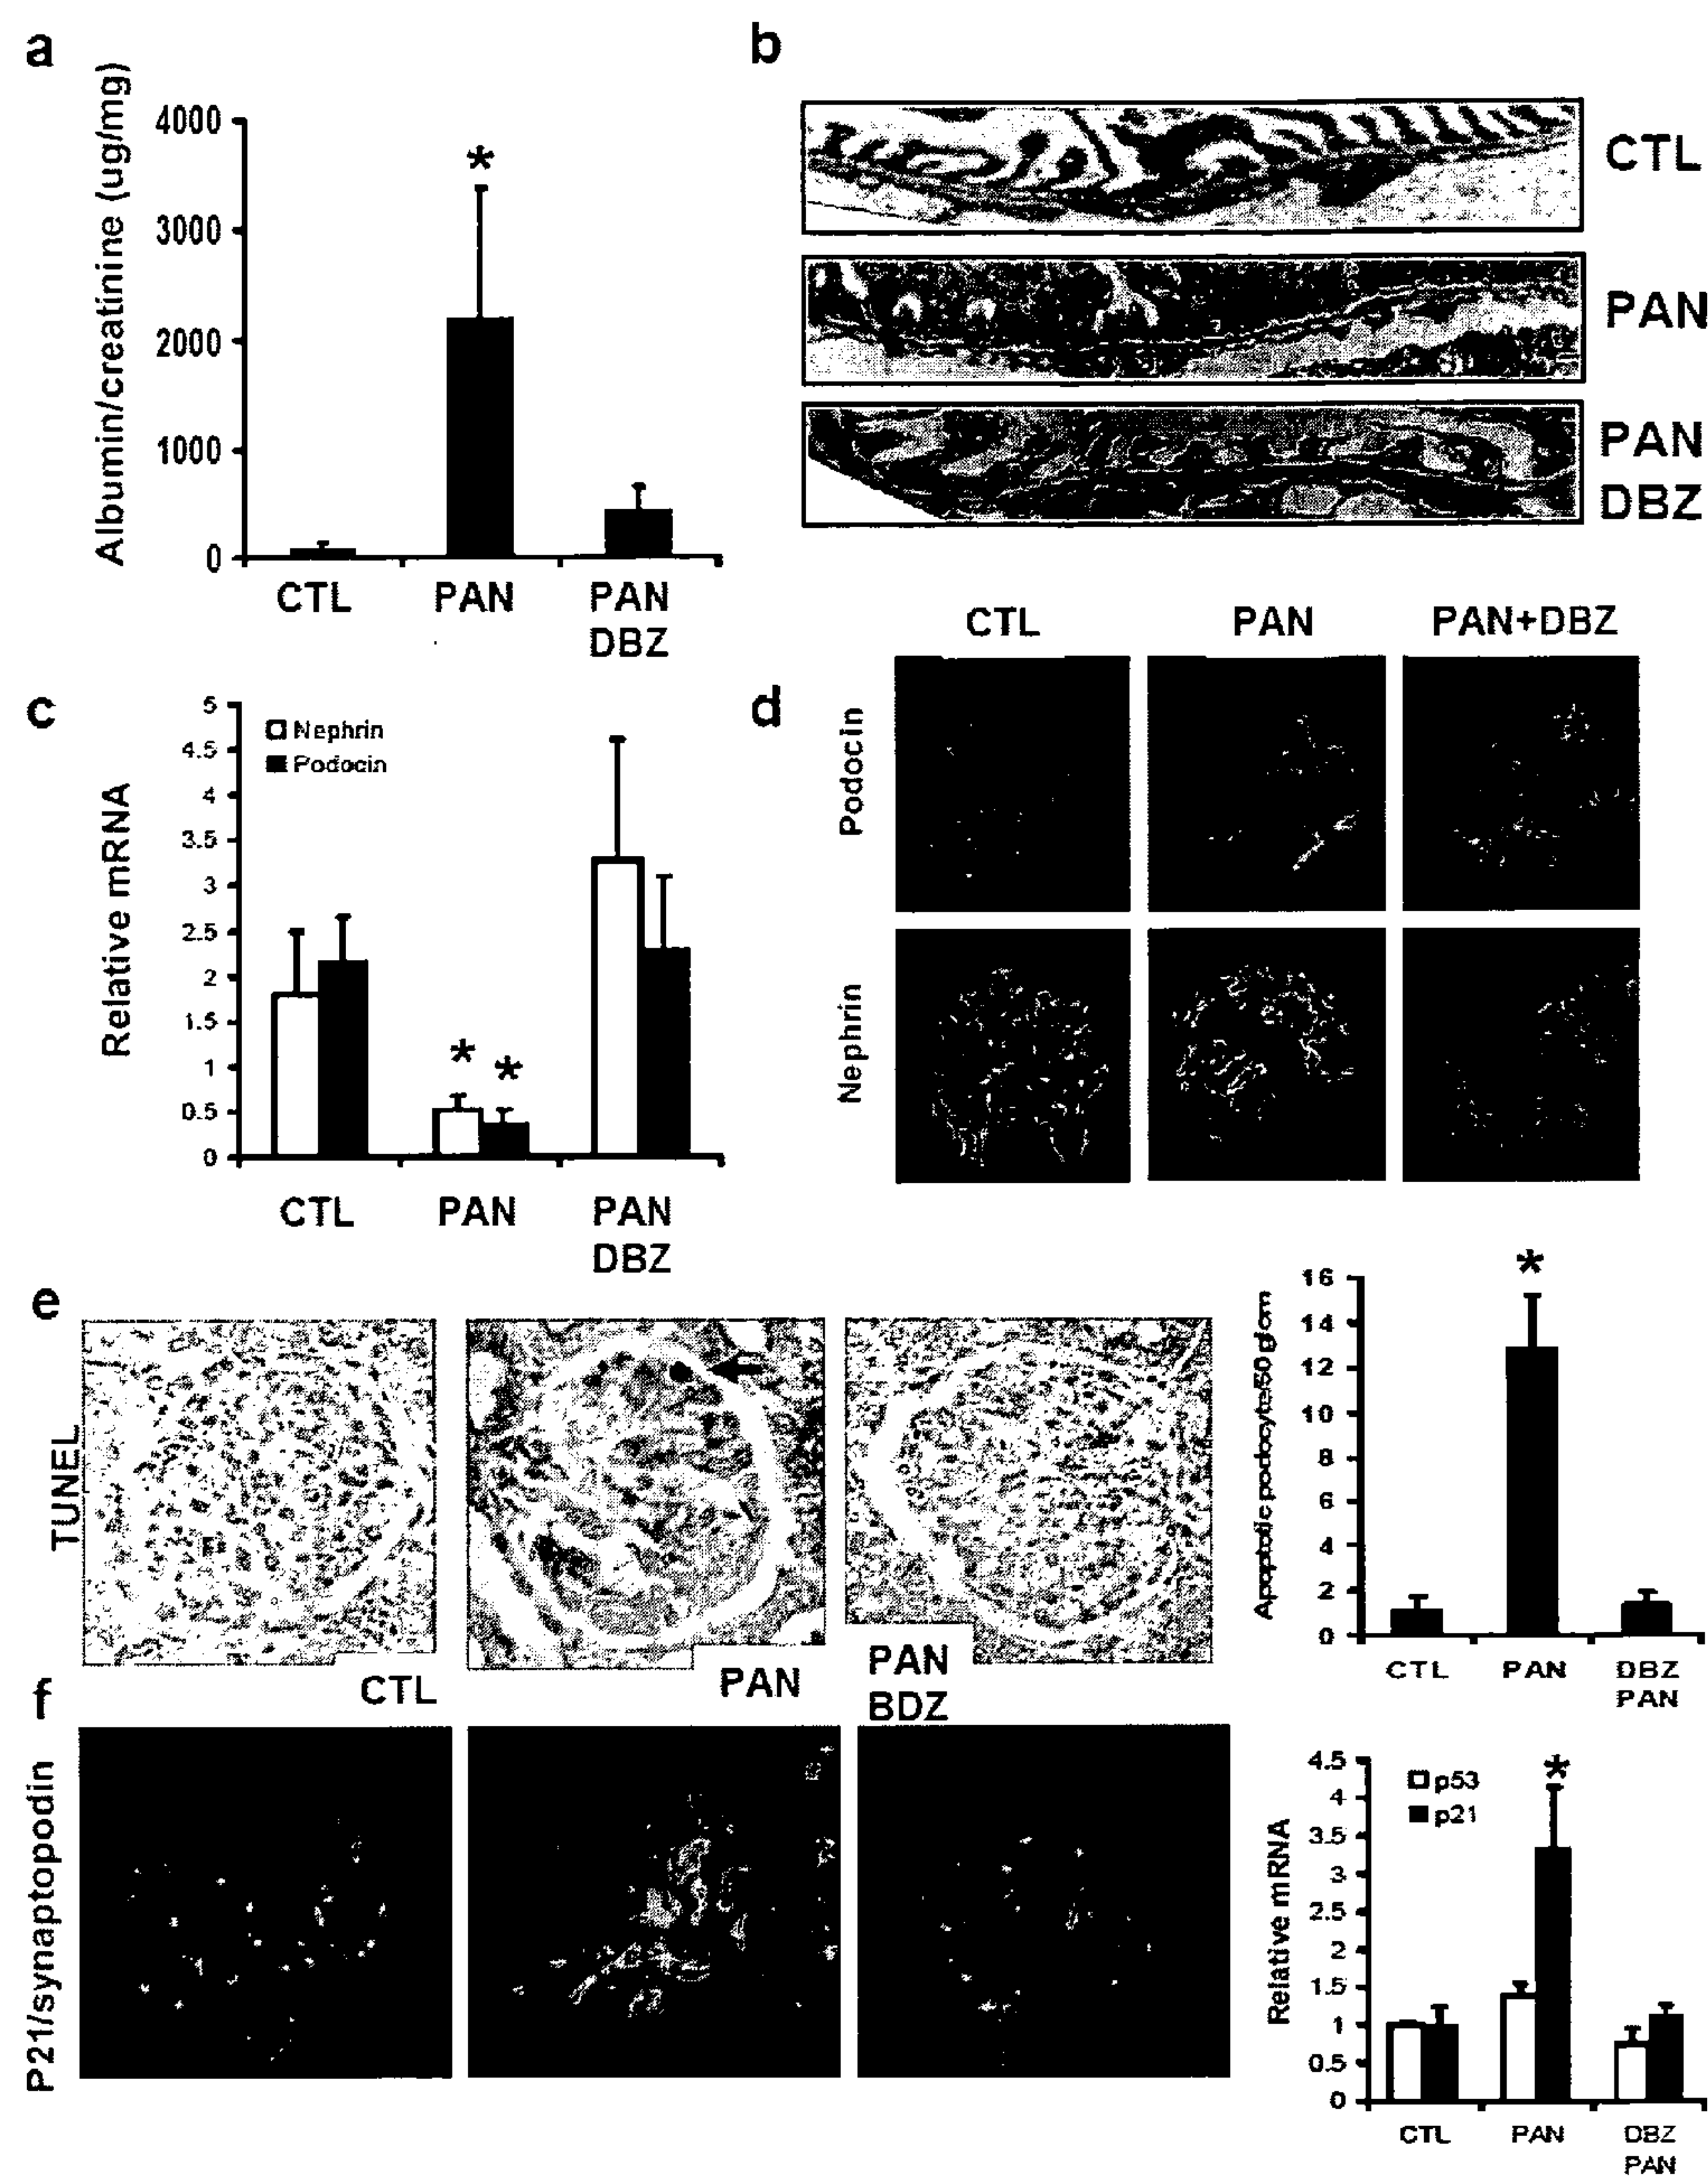 a
Albumin/creatinine (ug/mg)
4000
3000
2000
1000
0
*
CTL
PAN
PAN
DBZ
b
CTL
PAN
PAN
DBZ
c
Relative mRNA
5
4.5
4
3.5
3
2.5
2
1.5
1
0.5
0
Nephrin
Podocin
*
*
CTL
PAN
PAN
DBZ
d
CTL
PAN
PAN+DBZ
Podocin
Nephrin
e
TUNEL
CTL
PAN
PAN
BDZ
Apoptotic podocyte/50 glom
16
14
12
10
8
6
4
2
0
*
CTL
PAN
DBZ
PAN
f
P21/synaptopodin
Relative mRNA
4.5
4
3.5
3
2.5
2
1.5
1
0.5
0
p53
p21
*
CTL
PAN
DBZ
PAN